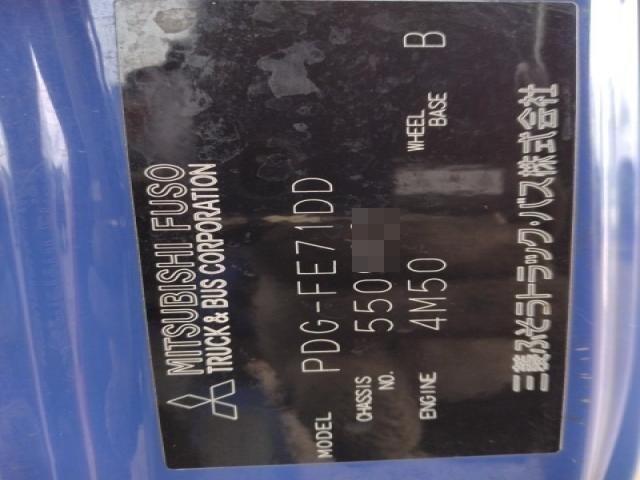 MITSUBISHI FUSO
TRUCK & BUS CORPORATION
MODEL PDG-FE71DD
CHASSIS NO. 550
ENGINE 4M50 WHEEL BASE B
三菱ふそうトラック・バス株式会社